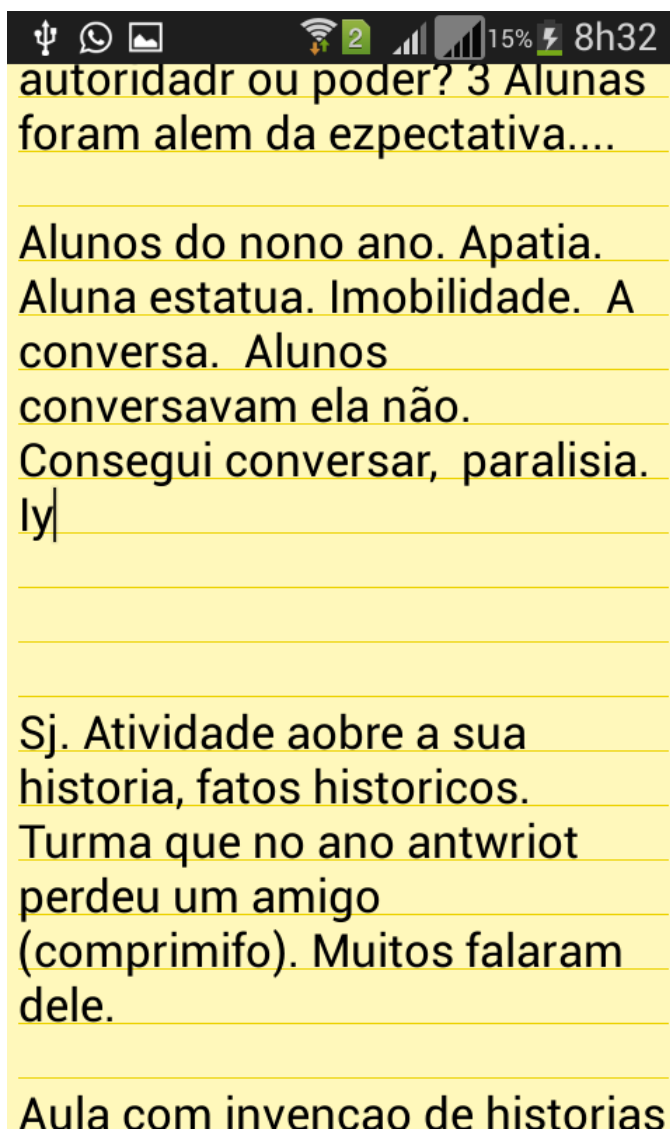 2 15% 8h32
autoridadr ou poder? 3 Alunas
foram alem da ezpectativa....
Alunos do nono ano. Apatia.
Aluna estatua. Imobilidade.  A
conversa.  Alunos
conversavam ela não.
Consegui conversar,  paralisia.
Iy
Sj. Atividade aobre a sua
historia, fatos historicos.
Turma que no ano antwriot
perdeu um amigo
(comprimifo). Muitos falaram
dele.
Aula com invencao de historias